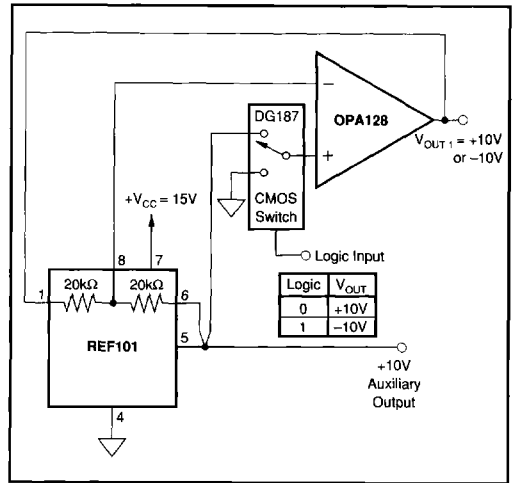 DG187
−
OPA128
+
V_OUT 1 = +10V
or −10V
CMOS
Switch
+V_CC = 15V
Logic Input
8
7
1
20kΩ
20kΩ
6
5
REF101
4
Logic V_OUT
0 +10V
1 −10V
+10V
Auxiliary
Output